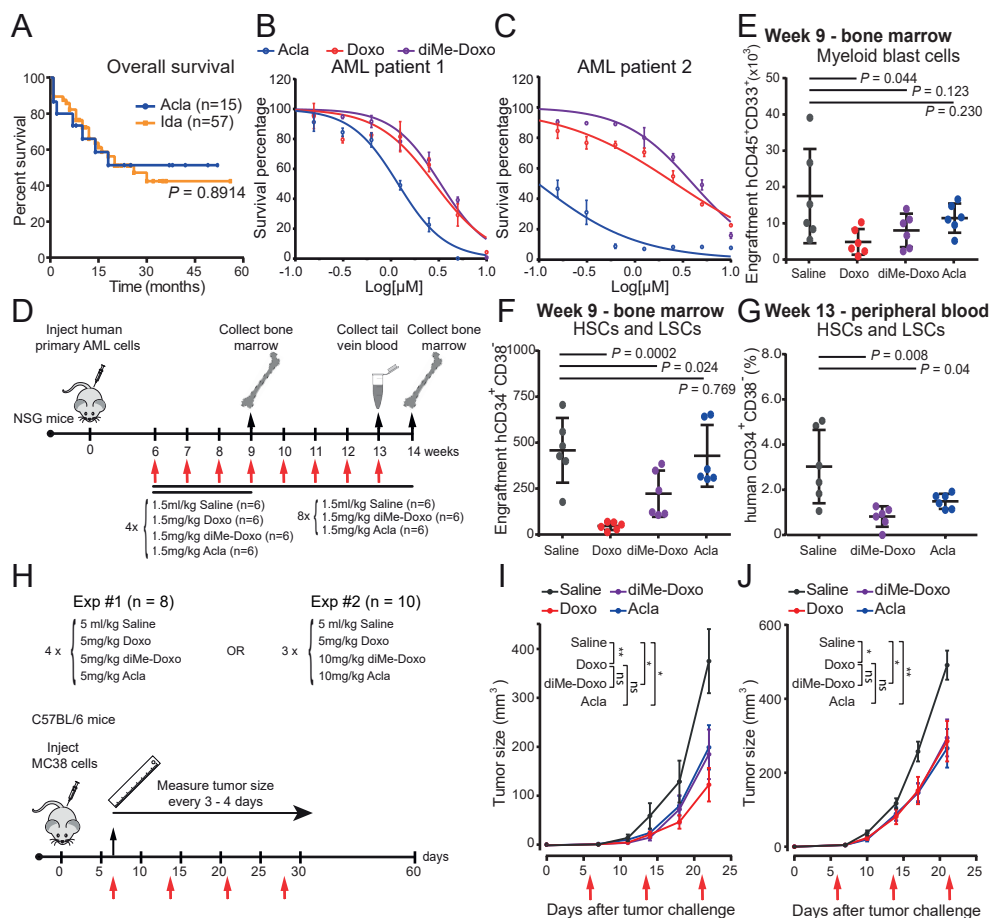 A
Overall survival
Percent survival
100
80
60
40
20
0
Acla (n=15)
Ida (n=57)
P = 0.8914
0 15 30 45 60
Time (months)
B
Acla Doxo diMe-Doxo
AML patient 1
Survival percentage
120
100
80
60
40
20
0
-1.0 -0.5 0.0 0.5 1.0
Log[µM]
C
AML patient 2
Survival percentage
120
100
80
60
40
20
0
-1.0 -0.5 0.0 0.5 1.0
Log[µM]
E
Week 9 - bone marrow
Myeloid blast cells
Engraftment hCD45+CD33+(x10³)
50
40
30
20
10
0
P = 0.044
P = 0.123
P = 0.230
Saline Doxo diMe-Doxo Acla
D
Inject human
primary AML cells
Collect bone
marrow
Collect tail
vein blood
Collect bone
marrow
NSG mice
0 6 7 8 9 10 11 12 13 14 weeks
4x
1.5ml/kg Saline (n=6)
1.5mg/kg Doxo (n=6)
1.5mg/kg diMe-Doxo (n=6)
1.5mg/kg Acla (n=6)
8x
1.5ml/kg Saline (n=6)
1.5mg/kg diMe-Doxo (n=6)
1.5mg/kg Acla (n=6)
F
Week 9 - bone marrow
HSCs and LSCs
Engraftment hCD34+ CD38-
1000
750
500
250
0
P = 0.0002
P = 0.024
P = 0.769
Saline Doxo diMe-Doxo Acla
G
Week 13 - peripheral blood
HSCs and LSCs
human CD34+CD38- (%)
8.0
6.0
4.0
2.0
0
P = 0.008
P = 0.04
Saline diMe-Doxo Acla
H
Exp #1 (n = 8)
4 x
5 ml/kg Saline
5mg/kg Doxo
5mg/kg diMe-Doxo
5mg/kg Acla
OR
Exp #2 (n = 10)
3 x
5 ml/kg Saline
5mg/kg Doxo
10mg/kg diMe-Doxo
10mg/kg Acla
C57BL/6 mice
Inject
MC38 cells
Measure tumor size
every 3 - 4 days
0 5 10 15 20 30 60 days
I
Saline diMe-Doxo
Doxo Acla
Tumor size (mm³)
400
300
200
100
0
Saline
Doxo
diMe-Doxo
Acla
**
ns
ns
*
*
0 5 10 15 20 25
Days after tumor challenge
J
Saline diMe-Doxo
Doxo Acla
Tumor size (mm³)
600
400
200
0
Saline
Doxo
diMe-Doxo
Acla
*
ns
ns
*
**
0 5 10 15 20 25
Days after tumor challenge